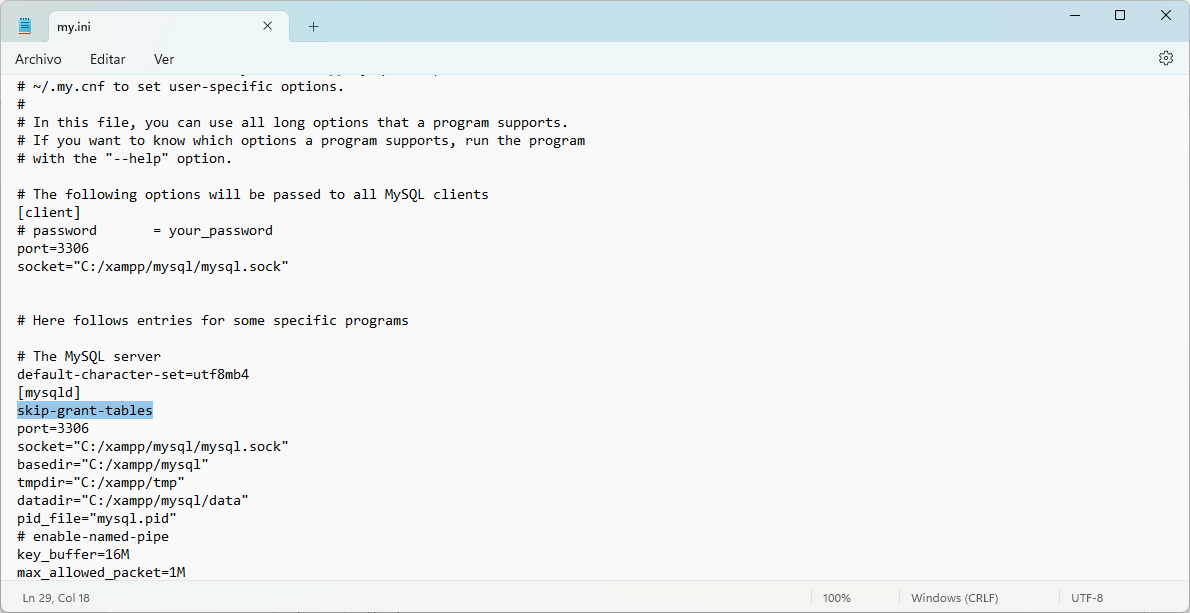 my.ini
Archivo Editar Ver
# ~/.my.cnf to set user-specific options.
#
# In this file, you can use all long options that a program supports.
# If you want to know which options a program supports, run the program
# with the "--help" option.
# The following options will be passed to all MySQL clients
[client]
# password       = your_password
port=3306
socket="C:/xampp/mysql/mysql.sock"
# Here follows entries for some specific programs
# The MySQL server
default-character-set=utf8mb4
[mysqld]
skip-grant-tables
port=3306
socket="C:/xampp/mysql/mysql.sock"
basedir="C:/xampp/mysql"
tmpdir="C:/xampp/tmp"
datadir="C:/xampp/mysql/data"
pid_file="mysql.pid"
# enable-named-pipe
key_buffer=16M
max_allowed_packet=1M
Ln 29, Col 18 100% Windows (CRLF) UTF-8